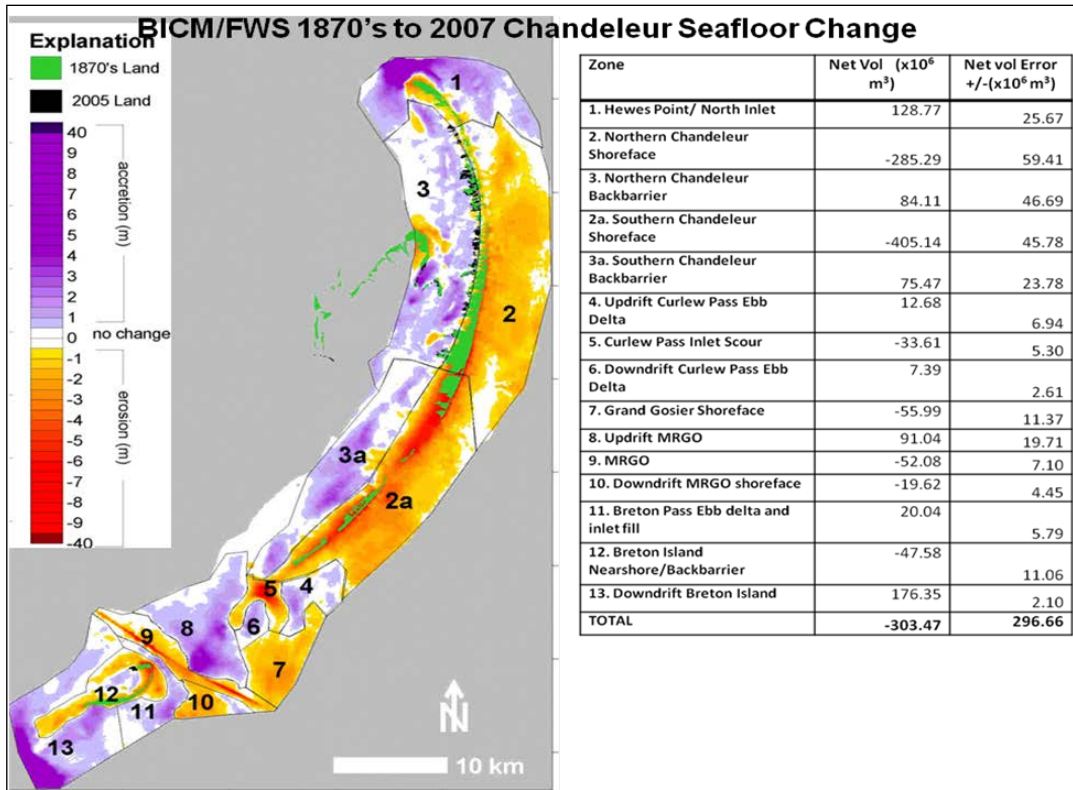 BICM/FWS 1870's to 2007 Chandeleur Seafloor Change
Explanation
1870's Land
2005 Land
40
9
8
7
6
5
4
3
2
1
0 no change
-1
-2
-3
-4
-5
-6
-7
-8
-9
-40
accretion (m)
erosion (m)
1
3
2
3a
2a
5
4
6
8
9
7
12
10
11
13
N
10 km
Zone Net Vol (x10⁶ Net vol Error
m³) +/-(x10⁶ m³)
1. Hewes Point/ North Inlet 128.77 25.67
2. Northern Chandeleur
Shoreface -285.29 59.41
3. Northern Chandeleur
Backbarrier 84.11 46.69
2a. Southern Chandeleur
Shoreface -405.14 45.78
3a. Southern Chandeleur
Backbarrier 75.47 23.78
4. Updrift Curlew Pass Ebb 12.68
Delta 6.94
5. Curlew Pass Inlet Scour -33.61 5.30
6. Downdrift Curlew Pass Ebb 7.39
Delta 2.61
7. Grand Gosier Shoreface -55.99 11.37
8. Updrift MRGO 91.04 19.71
9. MRGO -52.08 7.10
10. Downdrift MRGO shoreface -19.62 4.45
11. Breton Pass Ebb delta and 20.04
inlet fill 5.79
12. Breton Island -47.58
Nearshore/Backbarrier 11.06
13. Downdrift Breton Island 176.35 2.10
TOTAL -303.47 296.66